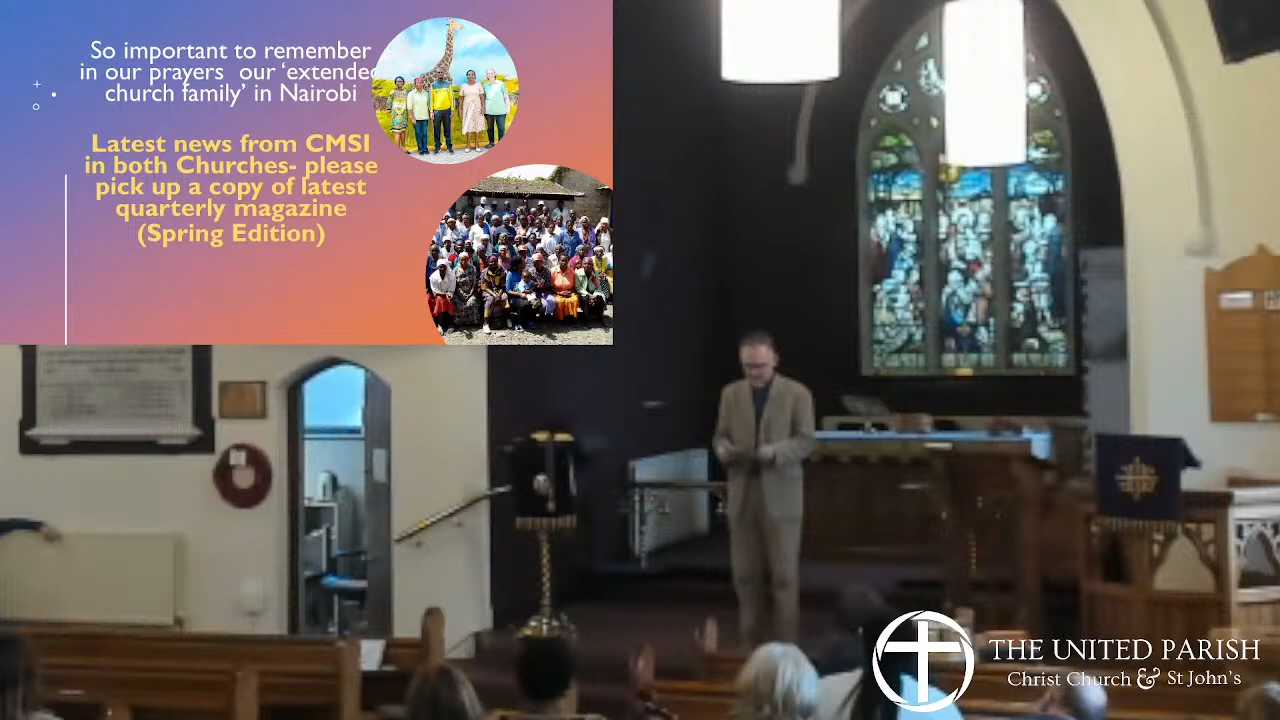 So important to remember
in our prayers our ‘extended
church family’ in Nairobi
Latest news from CMSI
in both Churches- please
pick up a copy of latest
quarterly magazine
(Spring Edition)
THE UNITED PARISH
Christ Church & St John's